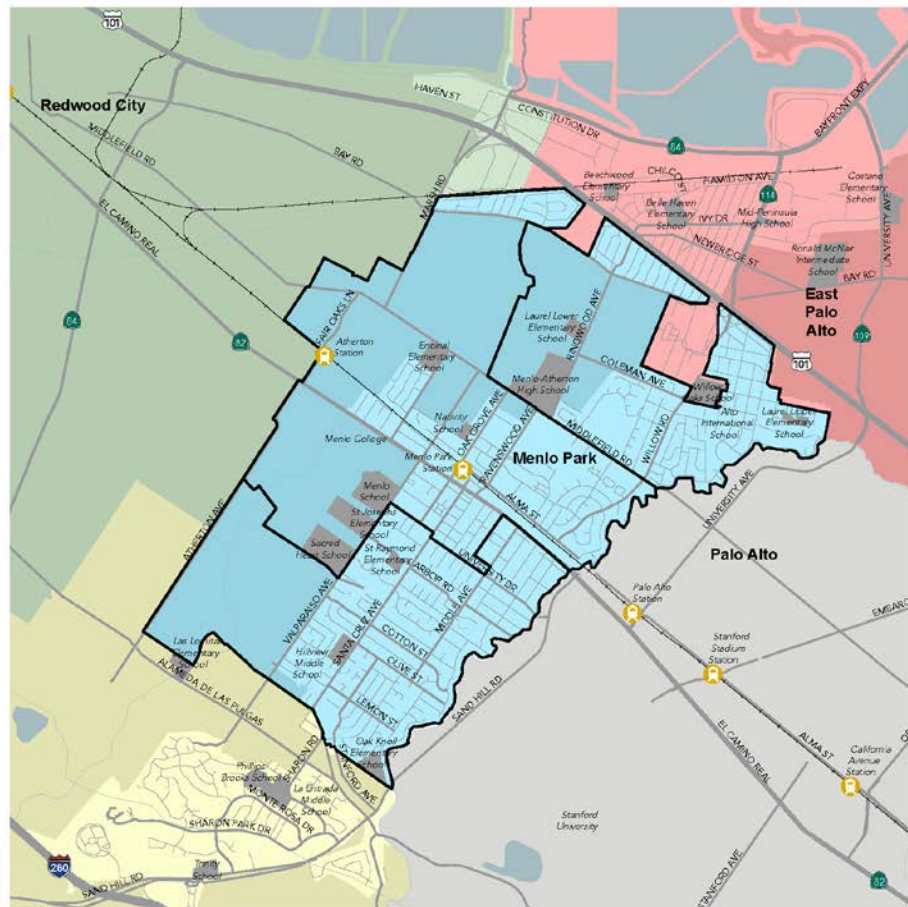 101
Redwood City
HAVEN ST
CONSTITUTION DR
BAYFRONT EXPY
MIDDLEFIELD RD
BAY RD
84
Beechwood
Elementary
School
CHILCO ST
HAMILTON AVE
Costano
Elementary
School
EL CAMINO REAL
MARSH RD
Belle Haven
Elementary
School
114
IVY DR
Mid-Peninsula
High School
UNIVERSITY AVE
NEWBRIDGE ST
Ronald McNair
Intermediate
School
BAY RD
East
Palo
Alto
84
FAIR OAKS LN
Laurel Lower
Elementary
School
RINGWOOD AVE
109
82
Atherton
Station
Encinal
Elementary
School
101
COLEMAN AVE
Menlo-Atherton
High School
Nativity
School
OAK GROVE AVE
RAVENSWOOD AVE
MIDDLEFIELD RD
WILLOW RD
Alto
International
School
Laurel Upper
Elementary
School
Menlo College
Menlo Park
Station
Menlo Park
Menlo
School
ALMA ST
UNIVERSITY AVE
St Josephs
Elementary
School
ATHERTON AVE
Sacred
Heart School
St Raymond
Elementary
School
ARBOR RD
UNIVERSITY DR
Palo Alto
VALPARAISO AVE
SANTA CRUZ AVE
MIDDLE AVE
Palo Alto
Station
COTTON ST
Las Lomitas
Elementary
School
Hillview
Middle
School
OLIVE ST
Stanford
Stadium
Station
ALAMEDA DE LAS PULGAS
LEMON ST
SAND HILL RD
EL CAMINO REAL
ALMA ST
Oak Knoll
Elementary
School
SHARON RD
California
Avenue
Station
Phillips
Brooks School
La Entrada
Middle
School
MONTE ROSA DR
SHARON PARK DR
Stanford
University
280
Trinity
School
SAND HILL RD
STANFORD AVE
82